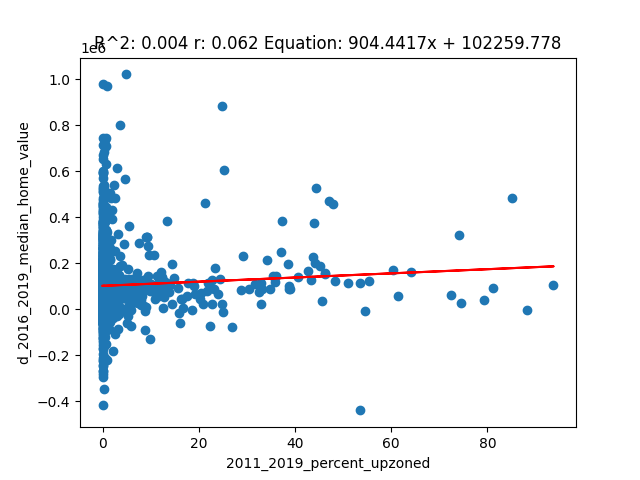 R^2: 0.004 r: 0.062 Equation: 904.4417x + 102259.778
1e6
1.0
0.8
0.6
0.4
0.2
0.0
−0.2
−0.4
d_2016_2019_median_home_value
0 20 40 60 80
2011_2019_percent_upzoned